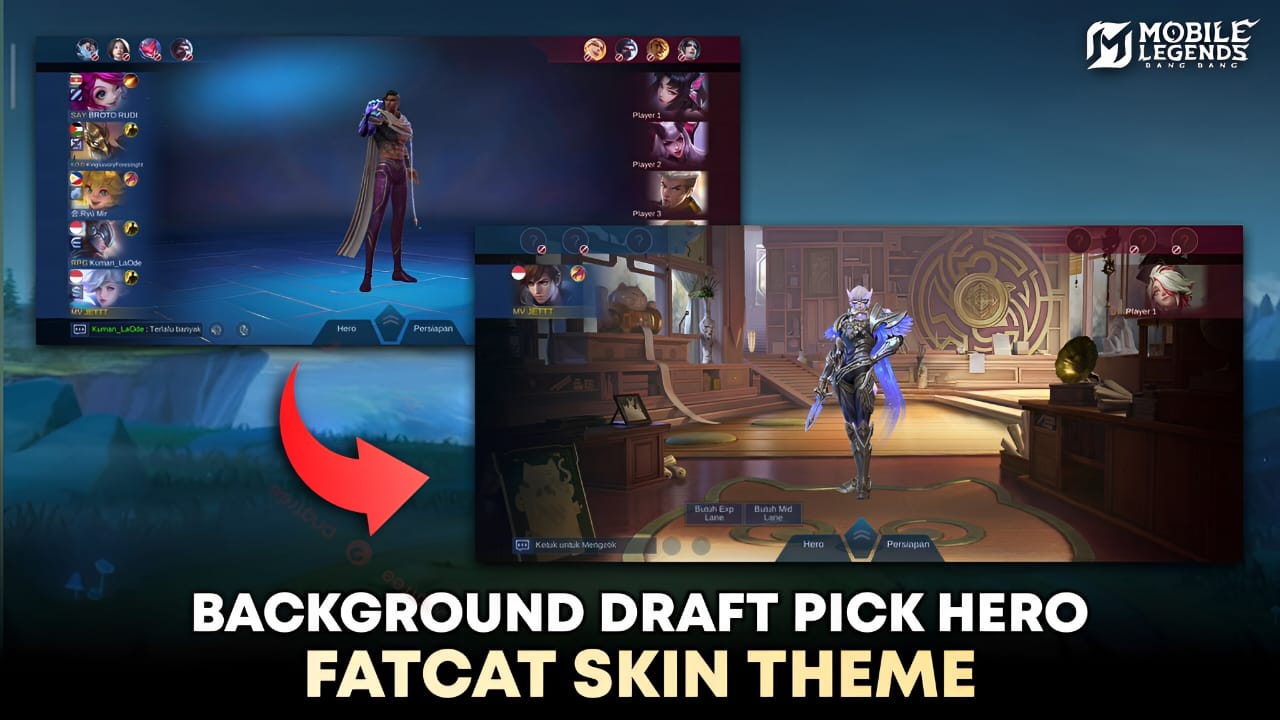 MOBILE
LEGENDS
BANG BANG
SAY BROTO RUDI
Ryu Mir
RPG Kuman_LaOde
MV JETTT
Kuman_LaOde : Terlalu banyak
Hero
Persiapan
Player 1
Player 2
Player 3
MV JETTT
Player 1
Butuh Exp Lane
Butuh Mid Lane
Ketuk untuk Mengetik
Hero
Persiapan
BACKGROUND DRAFT PICK HERO
FATCAT SKIN THEME